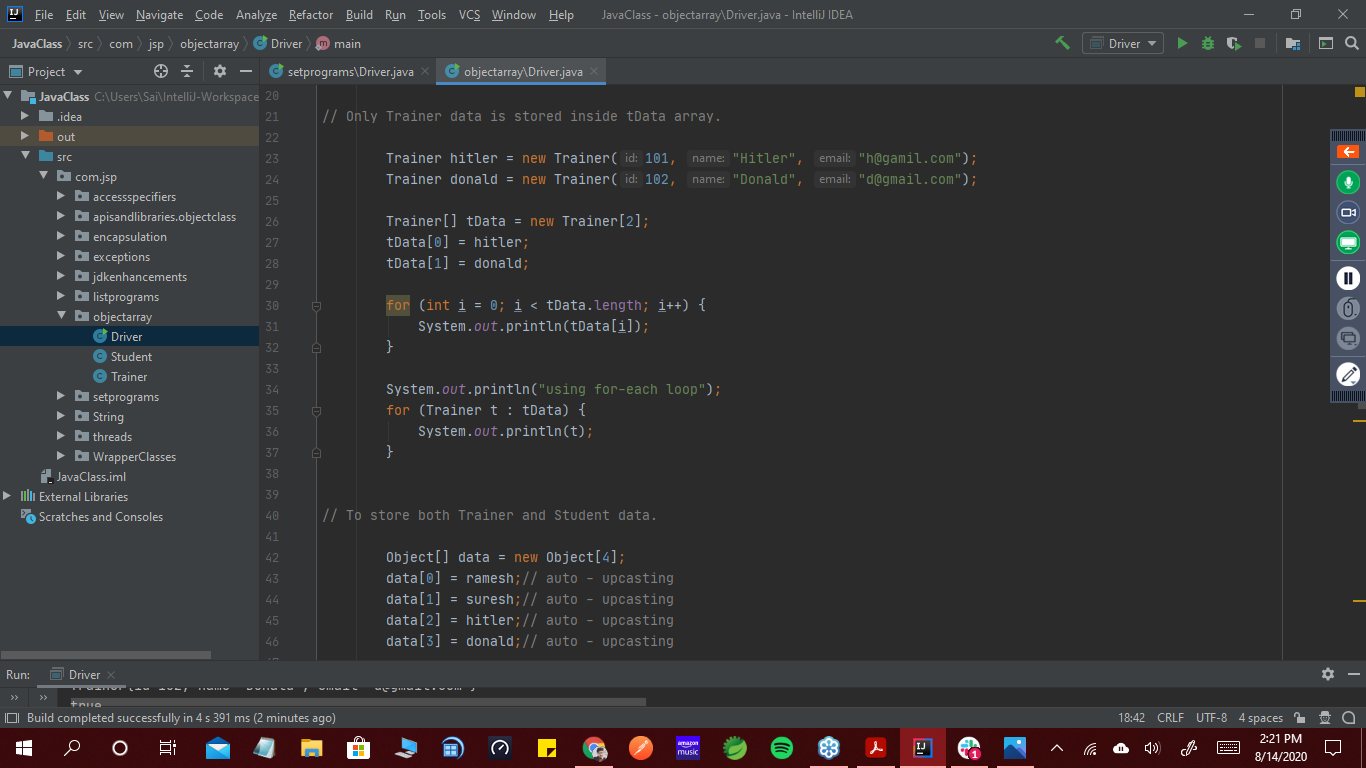 File Edit View Navigate Code Analyze Refactor Build Run Tools VCS Window Help JavaClass - objectarray\Driver.java - IntelliJ IDEA
JavaClass src com jsp objectarray Driver main Driver
Project setprograms\Driver.java objectarray\Driver.java
JavaClass C:\Users\Sai\IntelliJ-Workspace
.idea
out
src
com.jsp
accessspecifiers
apisandlibraries.objectclass
encapsulation
exceptions
jdkenhancements
listprograms
objectarray
Driver
Student
Trainer
setprograms
String
threads
WrapperClasses
JavaClass.iml
External Libraries
Scratches and Consoles
20
21 // Only Trainer data is stored inside tData array.
22
23 Trainer hitler = new Trainer( id: 101, name: "Hitler", email: "h@gamil.com");
24 Trainer donald = new Trainer( id: 102, name: "Donald", email: "d@gmail.com");
25
26 Trainer[] tData = new Trainer[2];
27 tData[0] = hitler;
28 tData[1] = donald;
29
30 for (int i = 0; i < tData.length; i++) {
31 System.out.println(tData[i]);
32 }
33
34 System.out.println("using for-each loop");
35 for (Trainer t : tData) {
36 System.out.println(t);
37 }
38
39
40 // To store both Trainer and Student data.
41
42 Object[] data = new Object[4];
43 data[0] = ramesh;// auto - upcasting
44 data[1] = suresh;// auto - upcasting
45 data[2] = hitler;// auto - upcasting
46 data[3] = donald;// auto - upcasting
Run: Driver
true
Build completed successfully in 4 s 391 ms (2 minutes ago) 18:42 CRLF UTF-8 4 spaces
amazon music
1
2:21 PM
8/14/2020